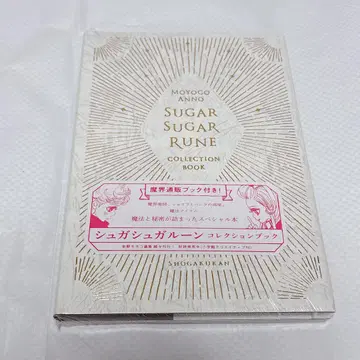 MOYOCO ANNO
SUGAR
SUGAR
RUNE
COLLECTION
BOOK
魔界通販ブック付き!
魔法と秘密が詰まったスペシャル本
シュガシュガルーン コレクションブック
SHOGAKUKAN